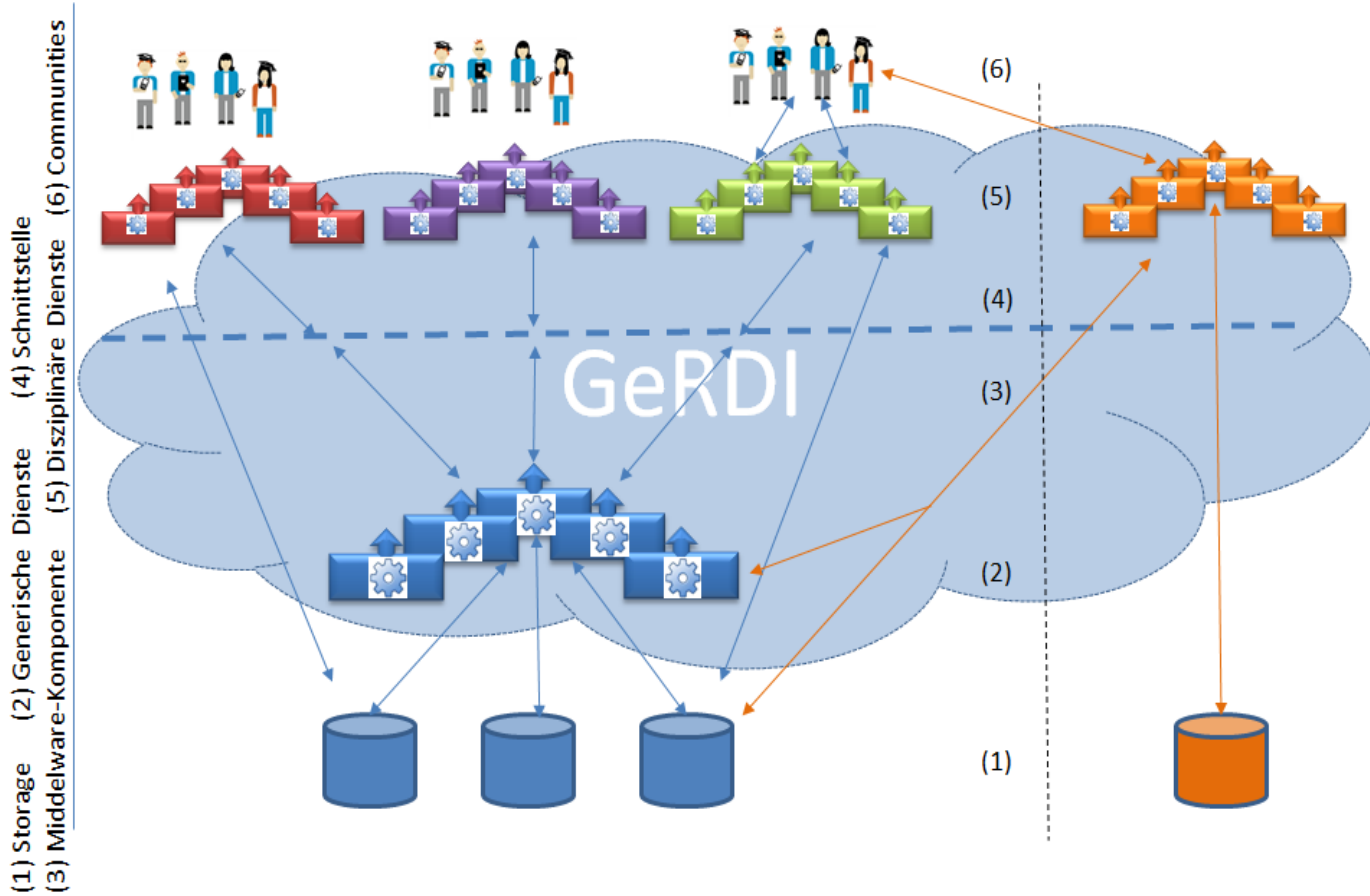 (1) Storage (2) Generische Dienste (4) Schnittstelle (6) Communities
(3) Middelware-Komponente (5) Disziplinäre Dienste
(6)
(5)
(4)
GeRDI
(3)
(2)
(1)